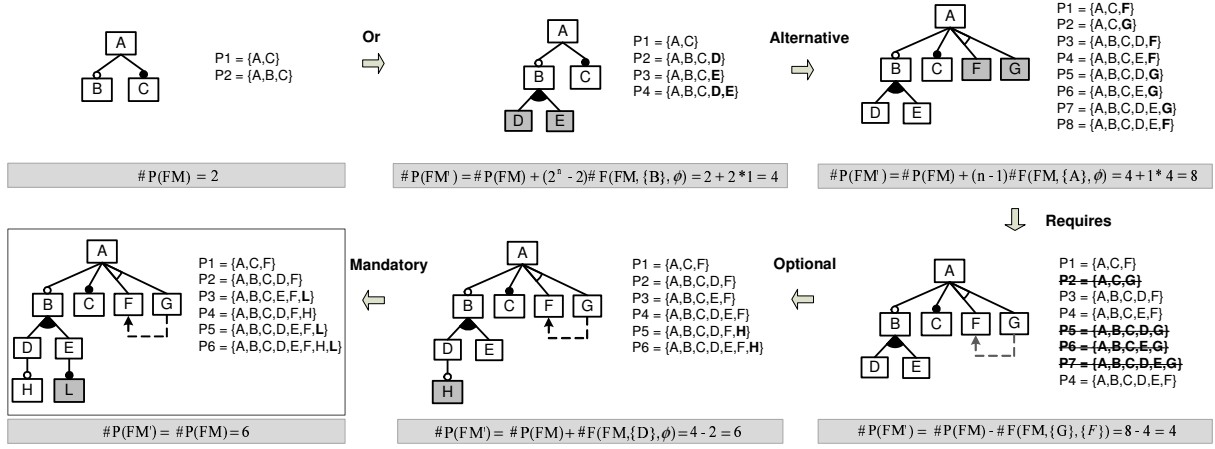 A
B
C
P1 = {A,C}
P2 = {A,B,C}
#P(FM) = 2
Or
A
B
C
D
E
P1 = {A,C}
P2 = {A,B,C,D}
P3 = {A,B,C,E}
P4 = {A,B,C,D,E}
#P(FM') = #P(FM) + (2ⁿ - 2)#F(FM, {B}, ϕ) = 2 + 2 *1 = 4
Alternative
A
B
C
F
G
D
E
P1 = {A,C,F}
P2 = {A,C,G}
P3 = {A,B,C,D,F}
P4 = {A,B,C,E,F}
P5 = {A,B,C,D,G}
P6 = {A,B,C,E,G}
P7 = {A,B,C,D,E,G}
P8 = {A,B,C,D,E,F}
#P(FM') = #P(FM) + (n - 1)#F(FM, {A}, ϕ) = 4 + 1* 4 = 8
Requires
A
B
C
F
G
D
E
P1 = {A,C,F}
P2 = {A,C,G}
P3 = {A,B,C,D,F}
P4 = {A,B,C,E,F}
P5 = {A,B,C,D,G}
P6 = {A,B,C,E,G}
P7 = {A,B,C,D,E,G}
P4 = {A,B,C,D,E,F}
#P(FM') = #P(FM) - #F(FM, {G}, {F}) = 8 - 4 = 4
Optional
A
B
C
F
G
D
E
H
P1 = {A,C,F}
P2 = {A,B,C,D,F}
P3 = {A,B,C,E,F}
P4 = {A,B,C,D,E,F}
P5 = {A,B,C,D,F,H}
P6 = {A,B,C,D,E,F,H}
#P(FM') = #P(FM) + #F(FM, {D}, ϕ) = 4 - 2 = 6
Mandatory
A
B
C
F
G
D
E
H
L
P1 = {A,C,F}
P2 = {A,B,C,D,F}
P3 = {A,B,C,E,F,L}
P4 = {A,B,C,D,F,H}
P5 = {A,B,C,D,E,F,L}
P6 = {A,B,C,D,E,F,H,L}
#P(FM') = #P(FM) = 6